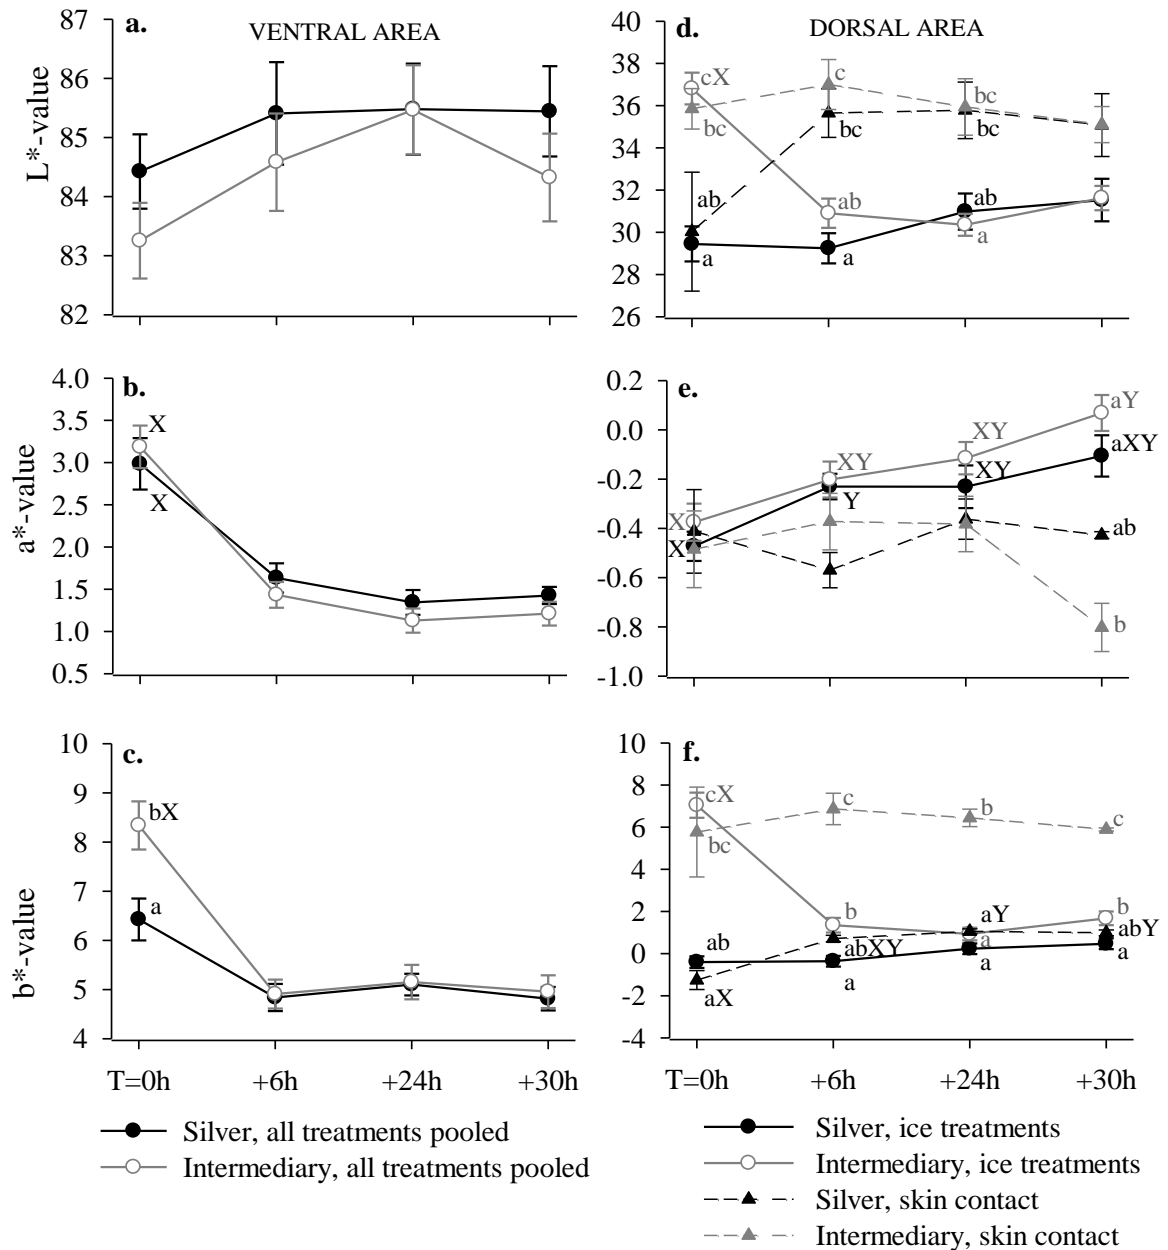 a.
VENTRAL AREA
L*-value
87
86
85
84
83
82
d.
DORSAL AREA
40
38
36
34
32
30
28
26
cX
bc
ab
a
c
bc
ab
a
bc
bc
ab
a
b.
a*-value
4.0
3.5
3.0
2.5
2.0
1.5
1.0
0.5
X
X
e.
0.2
0.0
-0.2
-0.4
-0.6
-0.8
-1.0
X
X
XY
Y
XY
XY
aY
aXY
ab
b
c.
b*-value
10
9
8
7
6
5
4
bX
a
T=0h
+6h
+24h
+30h
f.
10
8
6
4
2
0
-2
-4
cX
bc
ab
aX
c
b
abXY
a
b
aY
a
a
c
b
abY
a
T=0h
+6h
+24h
+30h
Silver, all treatments pooled
Intermediary, all treatments pooled
Silver, ice treatments
Intermediary, ice treatments
Silver, skin contact
Intermediary, skin contact